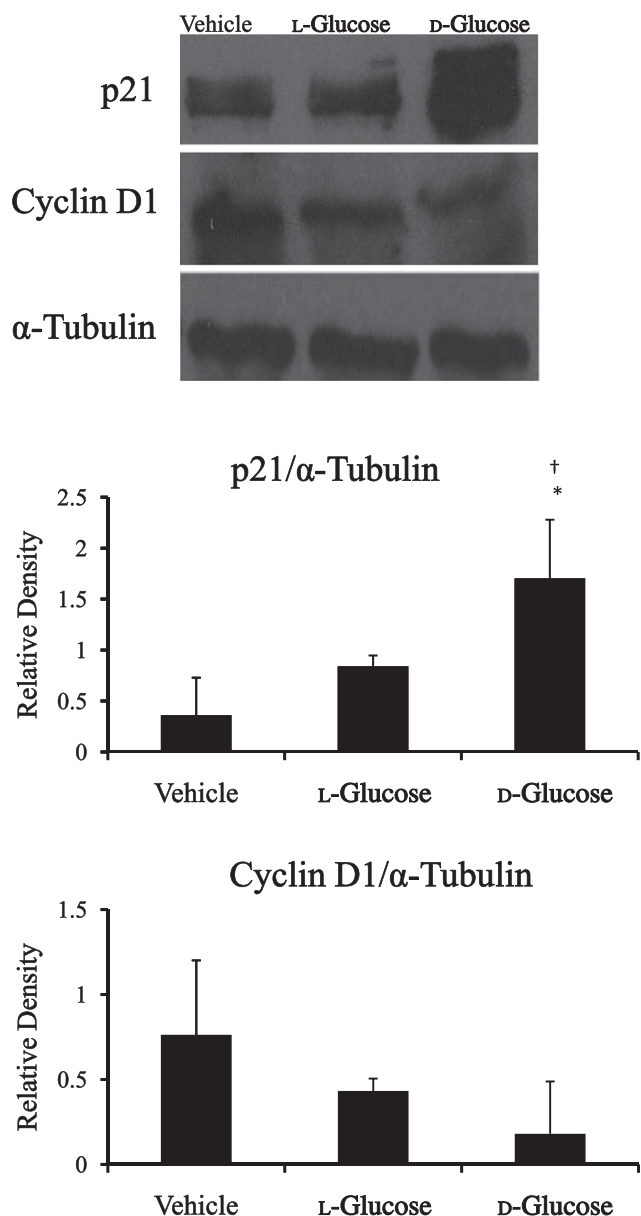 Vehicle L-Glucose D-Glucose
p21
Cyclin D1
α-Tubulin
p21/α-Tubulin
†
*
2.5
2
1.5
1
0.5
0
Relative Density
Vehicle L-Glucose D-Glucose
Cyclin D1/α-Tubulin
1.5
1
0.5
0
Relative Density
Vehicle L-Glucose D-Glucose